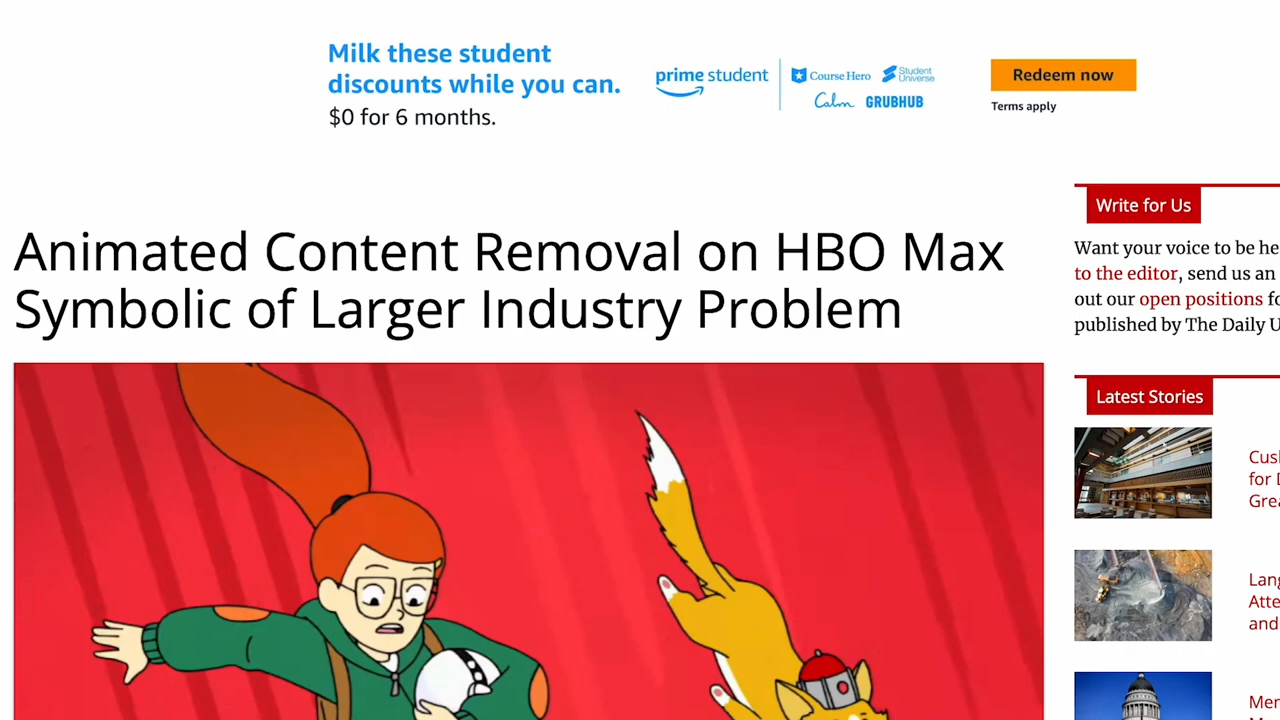 Milk these student
discounts while you can.
$0 for 6 months.
prime student
Course Hero
Student
Universe
Calm
GRUBHUB
Redeem now
Terms apply
Animated Content Removal on HBO Max
Symbolic of Larger Industry Problem
Write for Us
Want your voice to be he
to the editor, send us an
out our open positions fo
published by The Daily U
Latest Stories
Cusl
for D
Grea
Lang
Atte
and
Mer